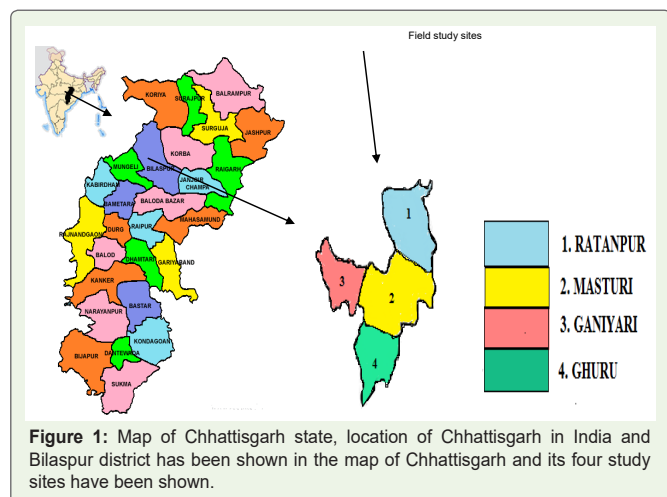 Field study sites
KORIYA
SURAJPUR
BALRAMPUR
SURGUJA
JASHPUR
KORBA
BILASPUR
MUNGELI
RAIGARH
JANJGIR
CHAMPA
KABIRDHAM
BAMETARA
BALODA BAZAR
MAHASAMUND
RAJNANDGAON
DURG
RAIPUR
BALOD
DHAMTARI
GARIYABAND
KANKER
NARAYANPUR
BASTAR
KONDAGOAN
BIJAPUR
DANTEWADA
SUKMA
1
2
3
4
1. RATANPUR
2. MASTURI
3. GANIYARI
4. GHURU
Figure 1: Map of Chhattisgarh state, location of Chhattisgarh in India and
Bilaspur district has been shown in the map of Chhattisgarh and its four study
sites have been shown.